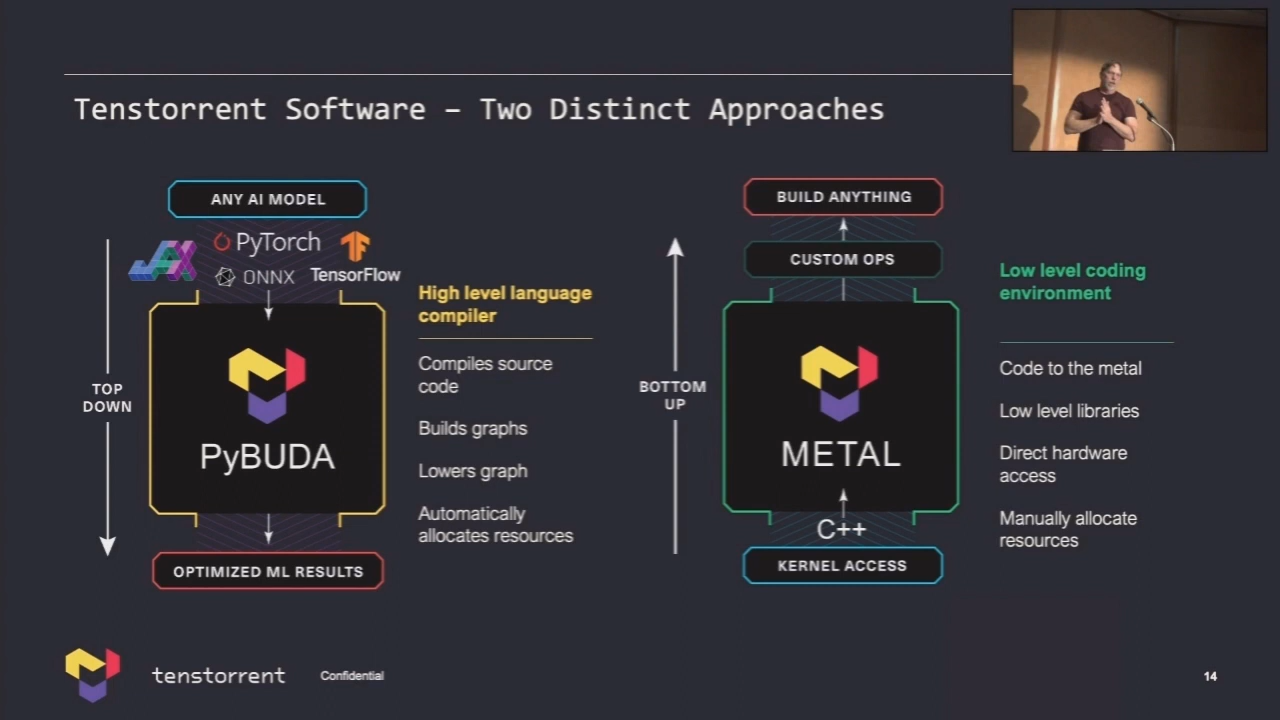 Tenstorrent Software – Two Distinct Approaches
ANY AI MODEL
JAX
PyTorch
ONNX
TensorFlow
TOP
DOWN
PyBUDA
OPTIMIZED ML RESULTS
High level language
compiler
Compiles source
code
Builds graphs
Lowers graph
Automatically
allocates resources
BUILD ANYTHING
CUSTOM OPS
BOTTOM
UP
METAL
C++
KERNEL ACCESS
Low level coding
environment
Code to the metal
Low level libraries
Direct hardware
access
Manually allocate
resources
tenstorrent
Confidential
14